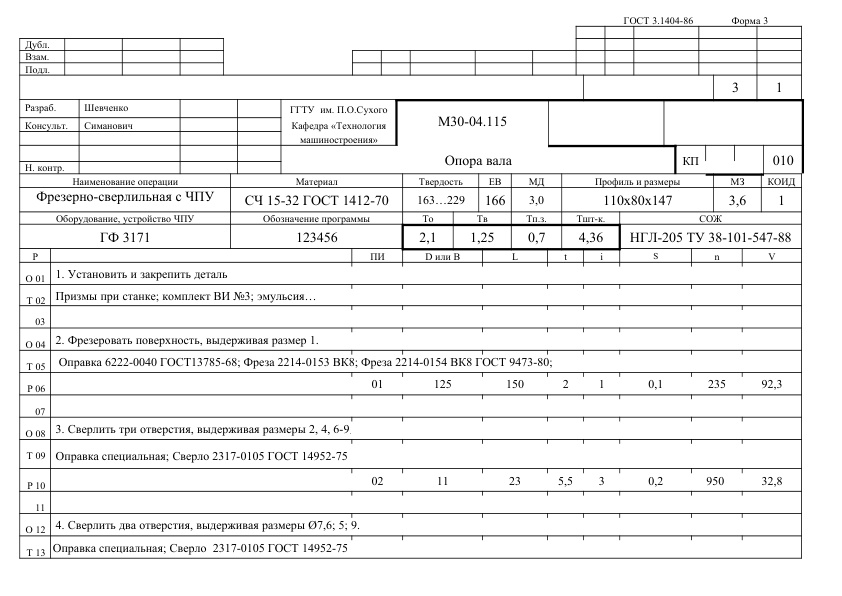 ГОСТ 3.1404-86 Форма 3
Дубл.
Взам.
Подл.
3 1
Разраб. Шевченко
Консульт. Симанович
Н. контр.
ГГТУ им. П.О.Сухого
Кафедра «Технология
машиностроения»
М30-04.115
Опора вала КП 010
Наименование операции Материал Твердость ЕВ МД Профиль и размеры МЗ КОИД
Фрезерно-сверлильная с ЧПУ СЧ 15-32 ГОСТ 1412-70 163…229 166 3,0 110х80х147 3,6 1
Оборудование, устройство ЧПУ Обозначение программы То Тв Тп.з. Тшт-к. СОЖ
ГФ 3171 123456 2,1 1,25 0,7 4,36 НГЛ-205 ТУ 38-101-547-88
Р ПИ D или В L t i S n V
О 01 1. Установить и закрепить деталь
Т 02 Призмы при станке; комплект ВИ №3; эмульсия…
03
О 04 2. Фрезеровать поверхность, выдерживая размер 1.
Т 05 Оправка 6222-0040 ГОСТ13785-68; Фреза 2214-0153 ВК8; Фреза 2214-0154 ВК8 ГОСТ 9473-80;
Р 06 01 125 150 2 1 0,1 235 92,3
07
О 08 3. Сверлить три отверстия, выдерживая размеры 2, 4, 6-9
Т 09 Оправка специальная; Сверло 2317-0105 ГОСТ 14952-75
Р 10 02 11 23 5,5 3 0,2 950 32,8
11
О 12 4. Сверлить два отверстия, выдерживая размеры Ø7,6; 5; 9.
Т 13 Оправка специальная; Сверло 2317-0105 ГОСТ 14952-75